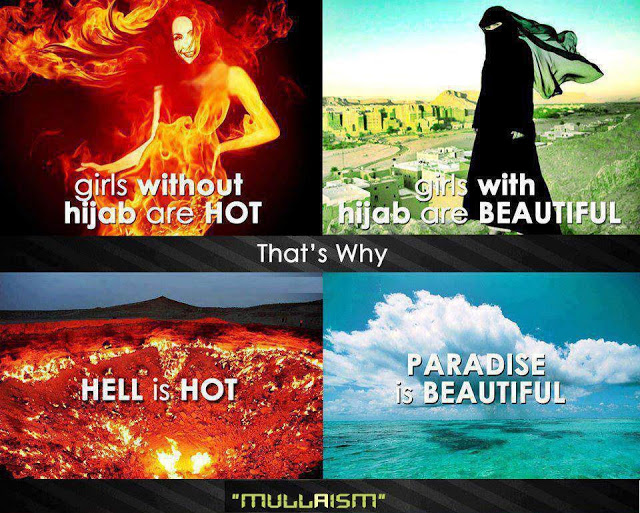 girls without
hijab are HOT
girls with
hijab are BEAUTIFUL
That's Why
HELL is HOT
PARADISE
is BEAUTIFUL
"MULLAISM"